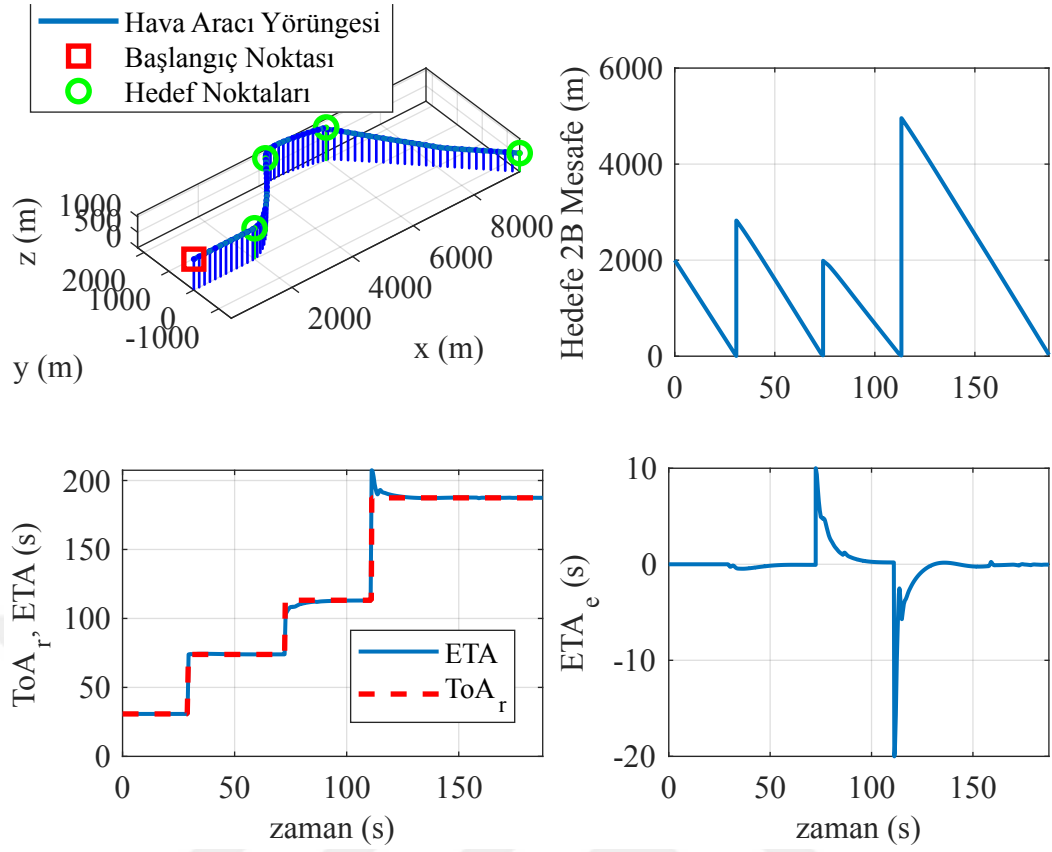 Hava Aracı Yörüngesi
Başlangıç Noktası
Hedef Noktaları
z (m)
1000
500
0
2000
1000
0
-1000
y (m)
2000
4000
6000
8000
x (m)
Hedefe 2B Mesafe (m)
6000
4000
2000
0
0 50 100 150
ToA_r, ETA (s)
200
150
100
50
0
0 50 100 150
zaman (s)
ETA
ToA_r
ETA_e (s)
10
0
-10
-20
0 50 100 150
zaman (s)